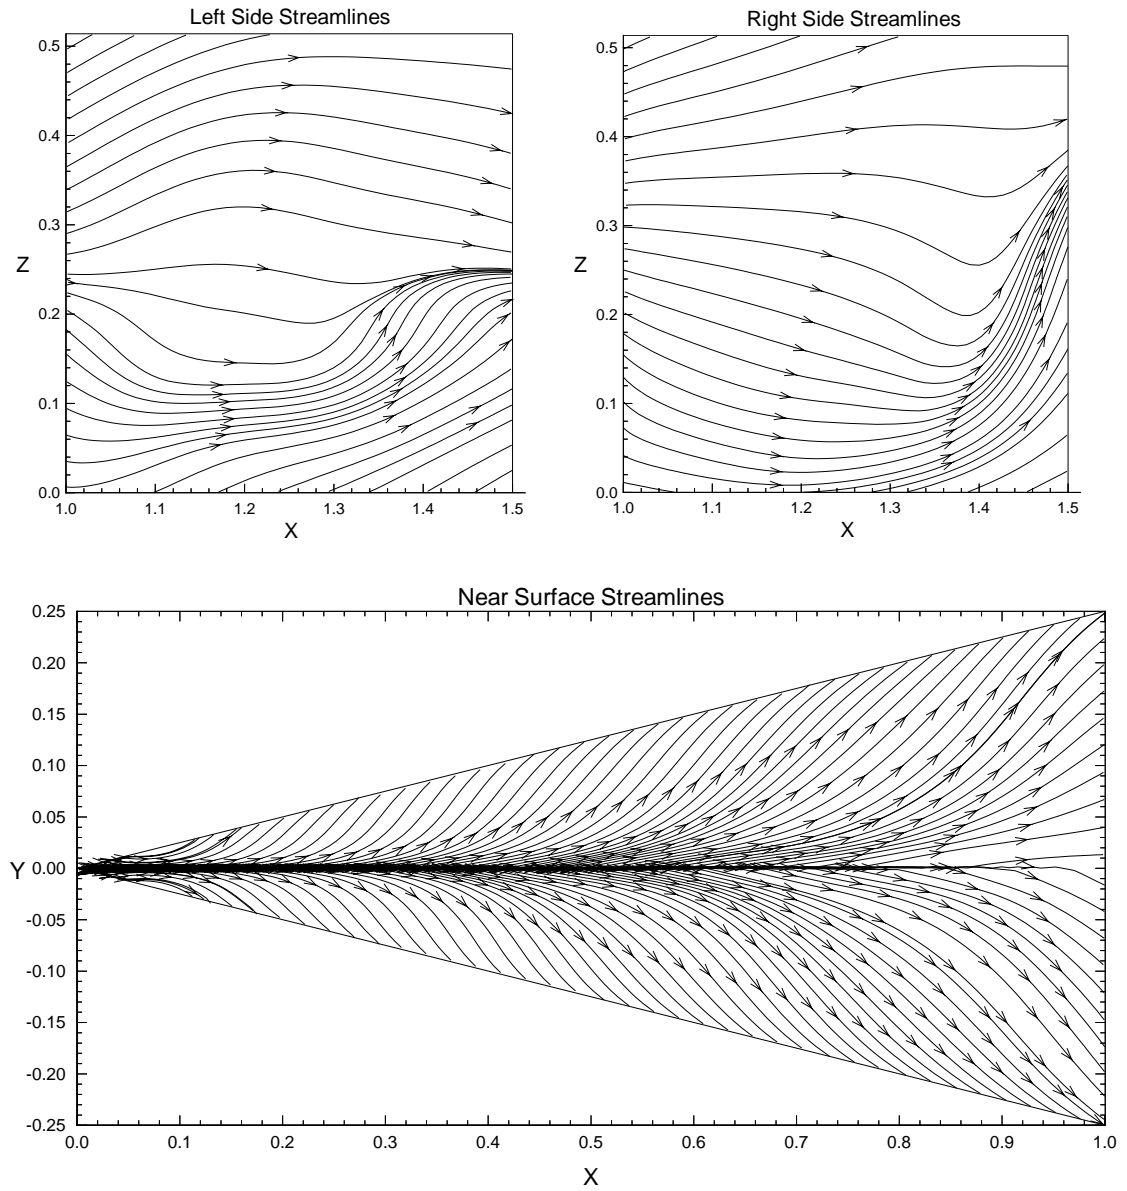 Left Side Streamlines
0.5
0.4
0.3
Z
0.2
0.1
0.0
1.0 1.1 1.2 1.3 1.4 1.5
X
Right Side Streamlines
0.5
0.4
0.3
Z
0.2
0.1
0.0
1.0 1.1 1.2 1.3 1.4 1.5
X
Near Surface Streamlines
0.25
0.20
0.15
0.10
0.05
Y 0.00
-0.05
-0.10
-0.15
-0.20
-0.25
0.0 0.1 0.2 0.3 0.4 0.5 0.6 0.7 0.8 0.9 1.0
X